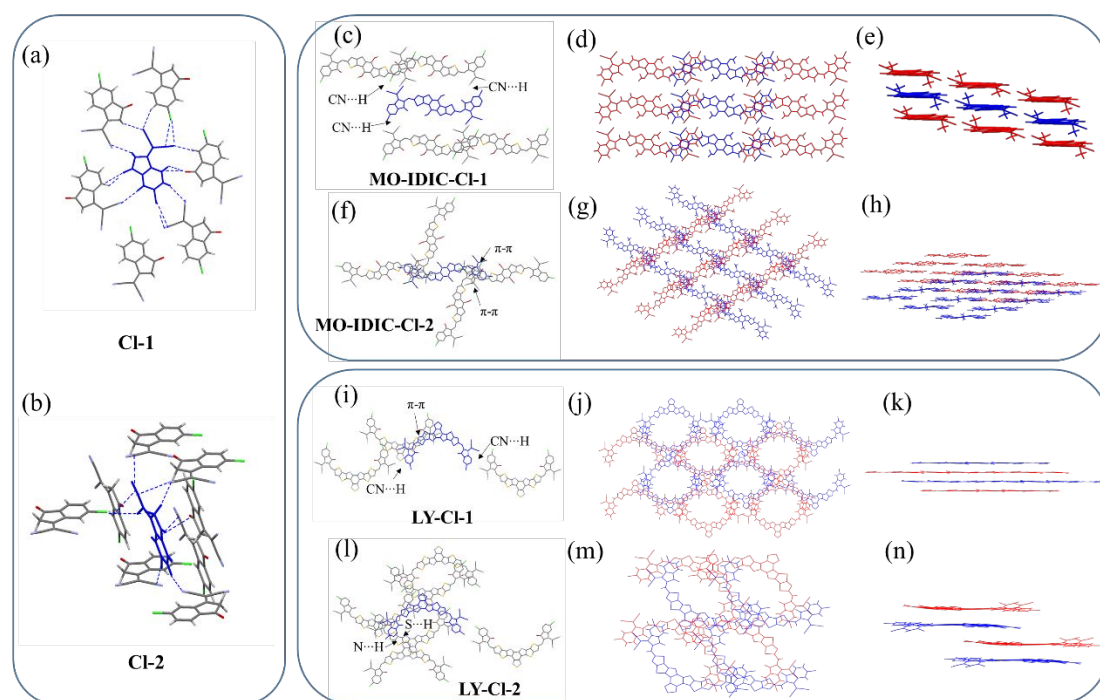 (a)
Cl-1
(b)
Cl-2
(c)
CN···H
CN···H
CN···H
MO-IDIC-Cl-1
(d)
(e)
(f)
π-π
π-π
MO-IDIC-Cl-2
(g)
(h)
(i)
π-π
CN···H
CN···H
LY-Cl-1
(j)
(k)
(l)
S···H
N···H
LY-Cl-2
(m)
(n)